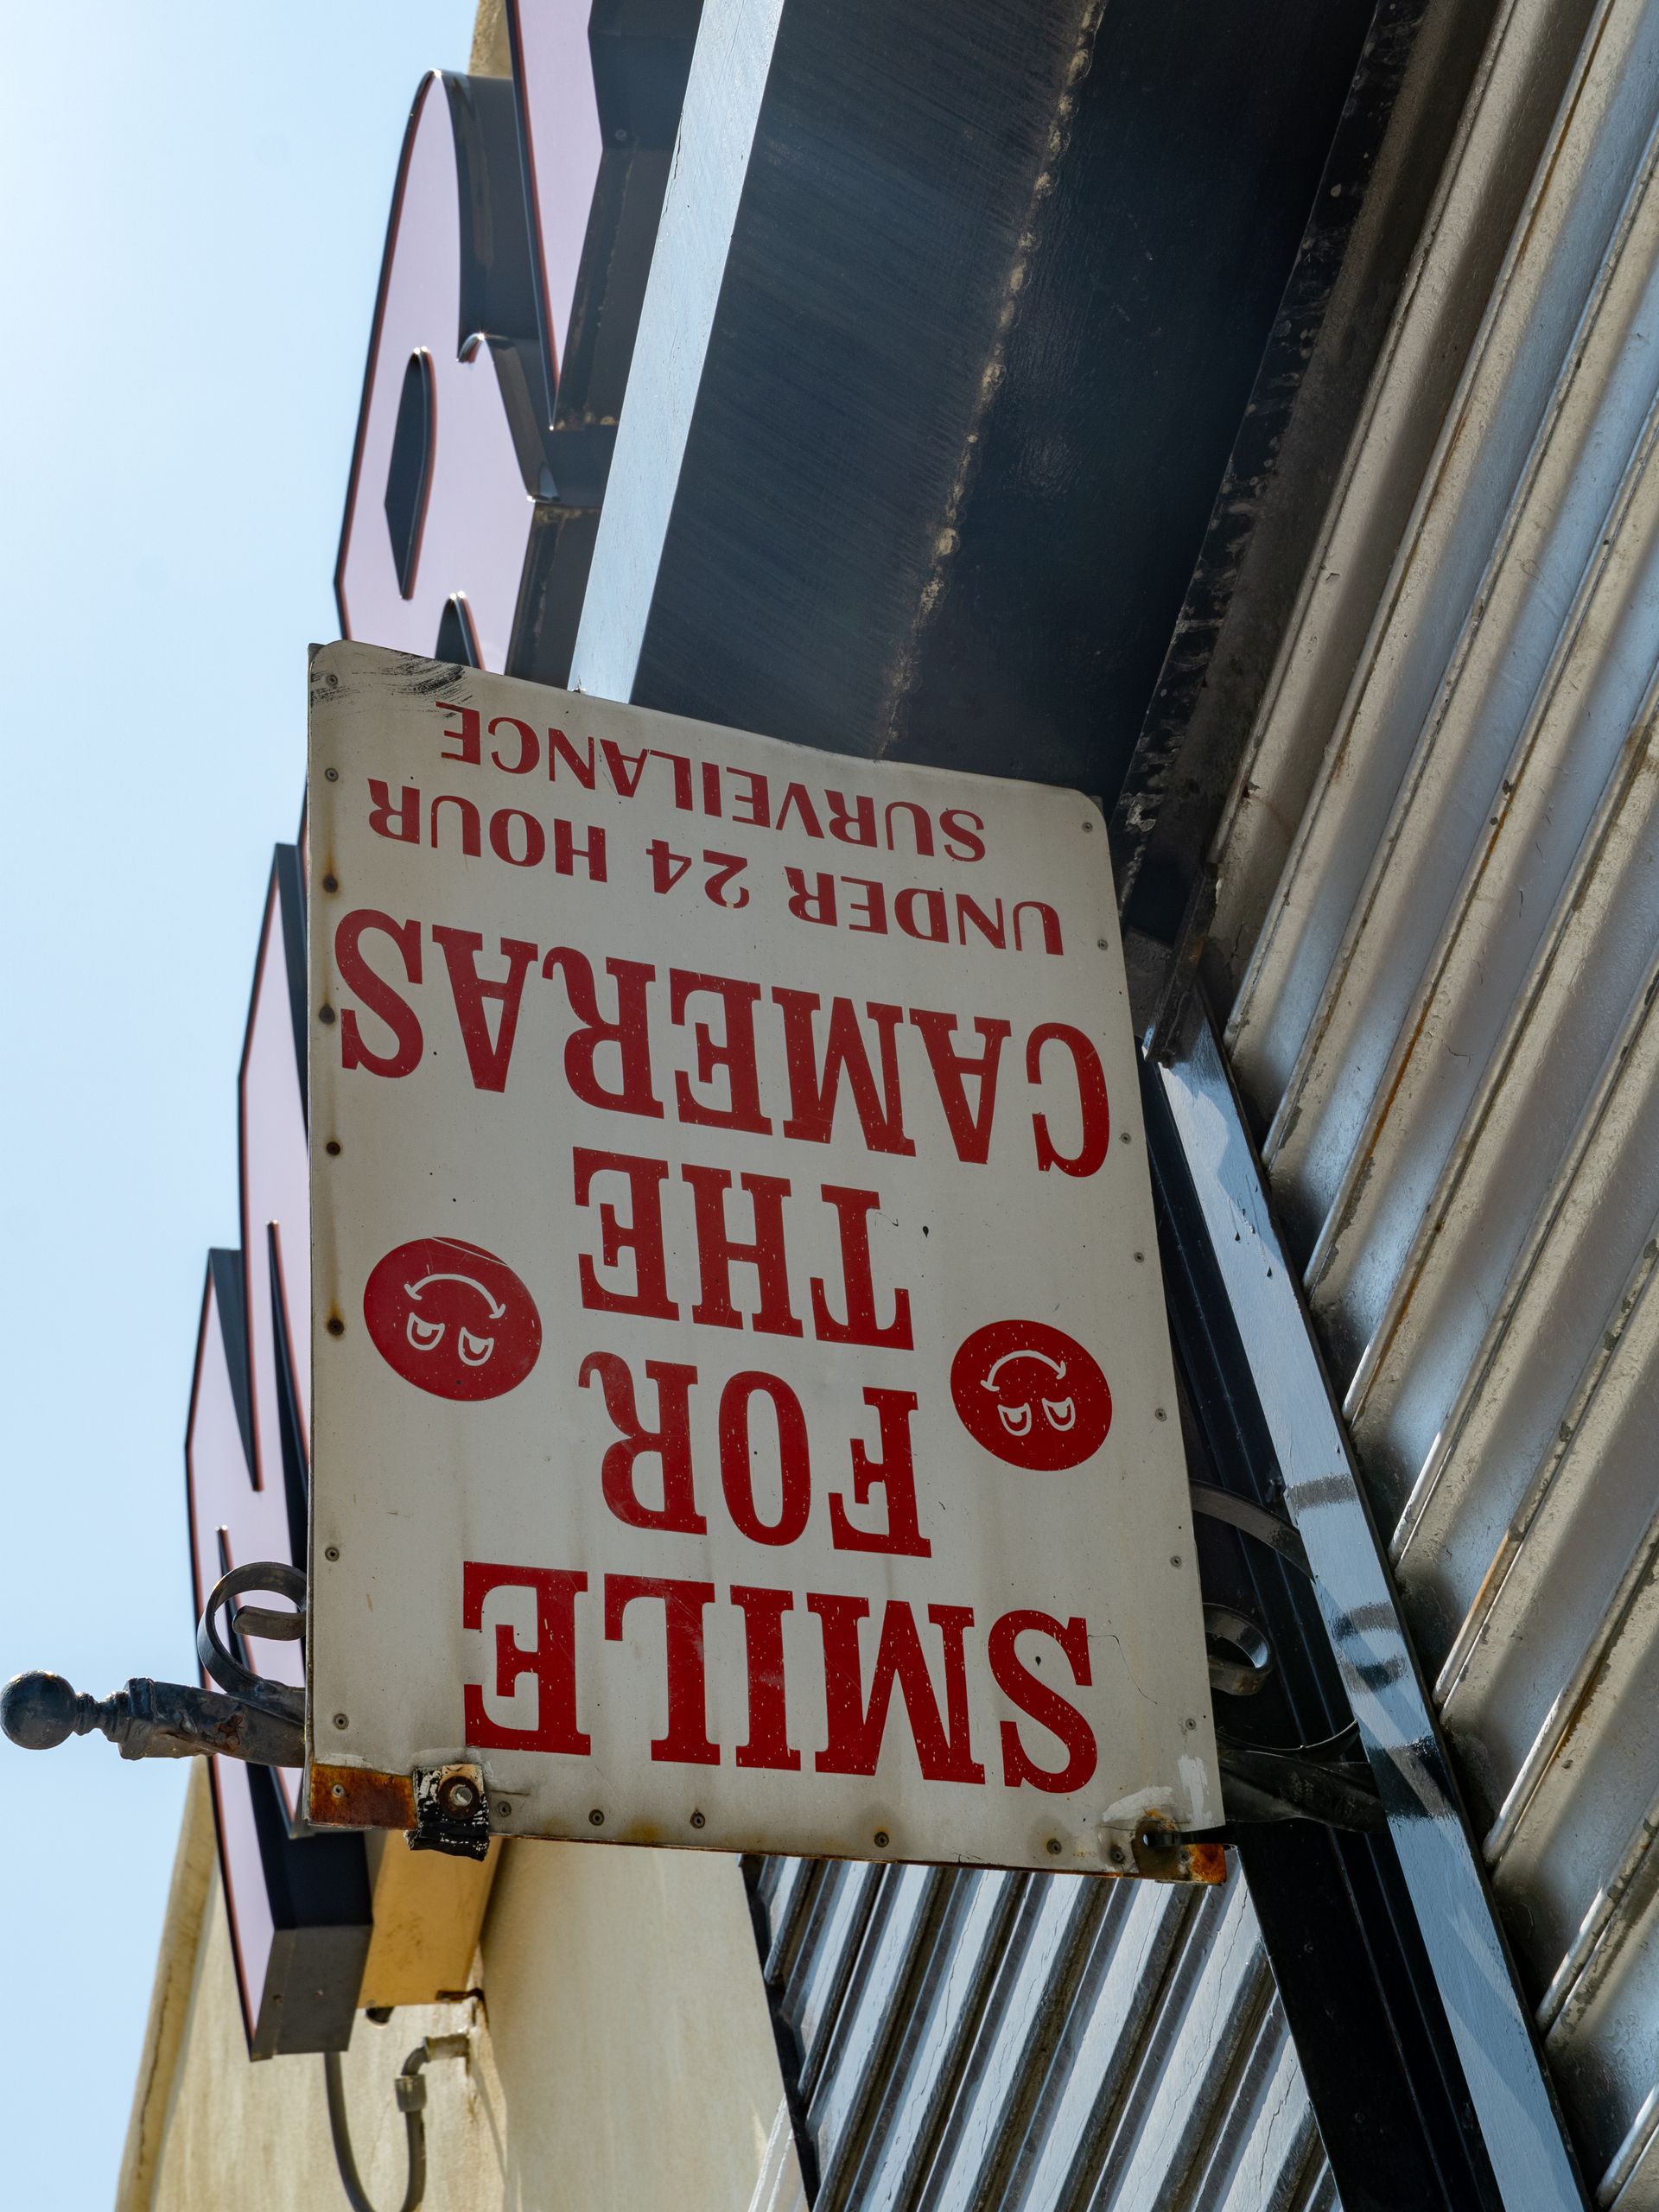 SMILE
FOR
THE
CAMERAS
UNDER 24 HOUR
SURVEILANCE